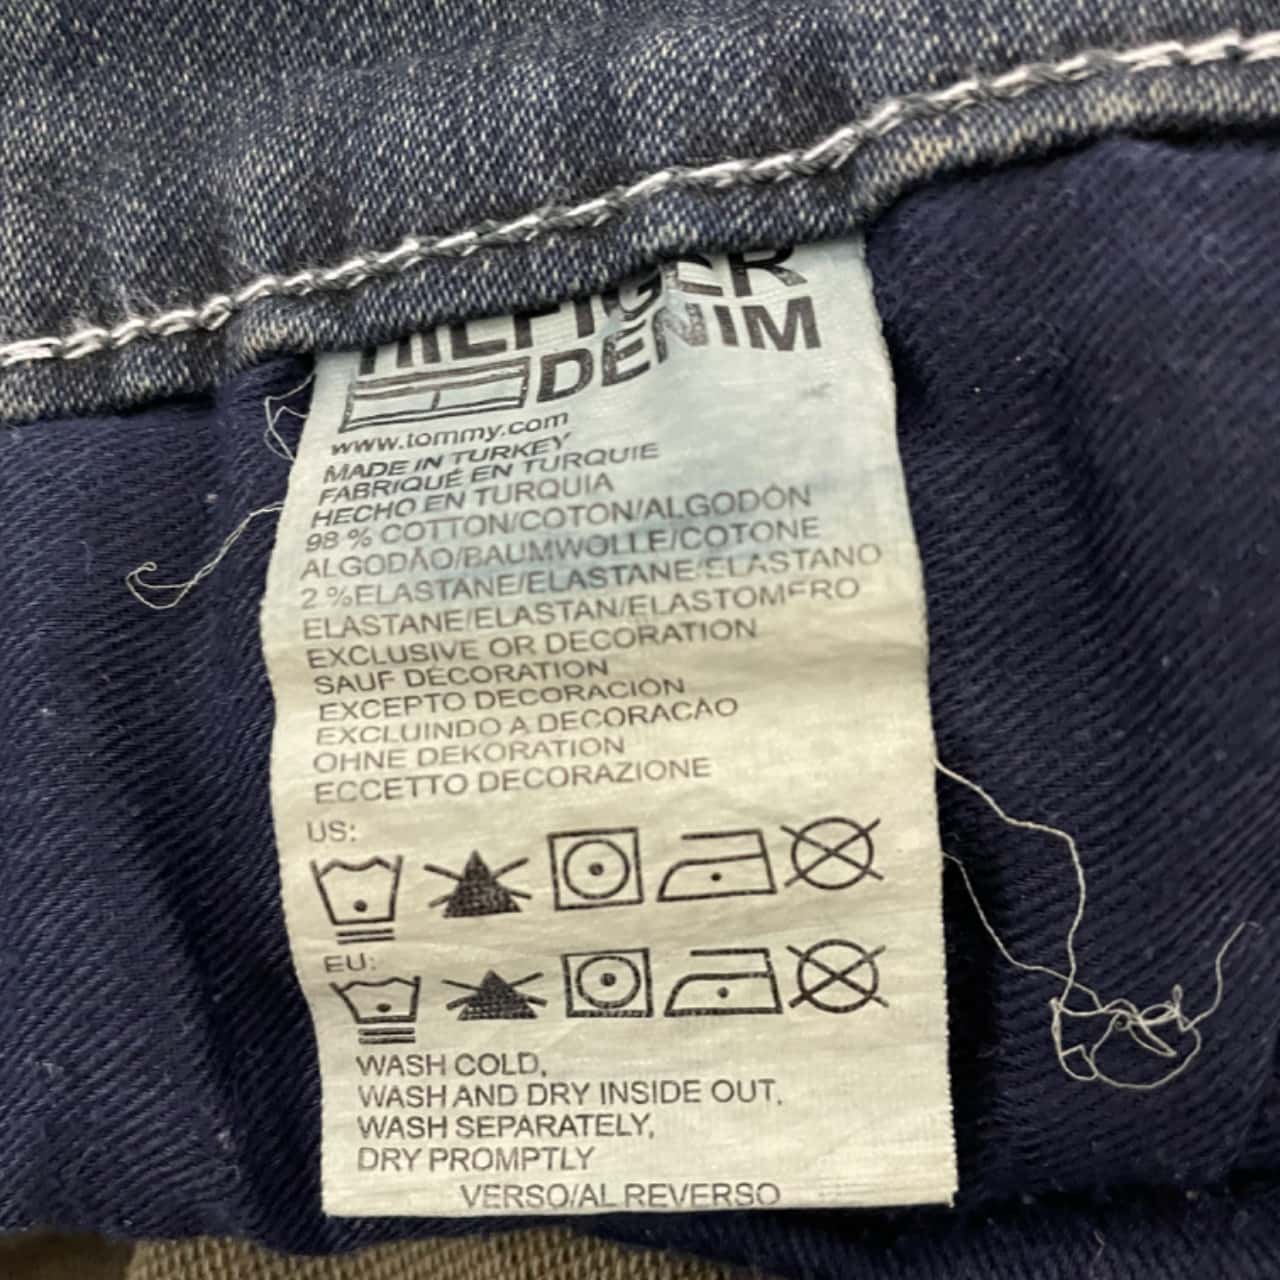 HILFIGER
DENIM
www.tommy.com
MADE IN TURKEY
FABRIQUÉ EN TURQUIE
HECHO EN TURQUIA
98 % COTTON/COTON/ALGODÓN
ALGODÃO/BAUMWOLLE/COTONE
2 %ELASTANE/ELASTANE/ELASTANO
ELASTANE/ELASTAN/ELASTOMERO
EXCLUSIVE OR DECORATION
SAUF DÉCORATION
EXCEPTO DECORACIÓN
EXCLUINDO A DECORACAO
OHNE DEKORATION
ECCETTO DECORAZIONE
US:
EU:
WASH COLD,
WASH AND DRY INSIDE OUT,
WASH SEPARATELY,
DRY PROMPTLY
VERSO/AL REVERSO